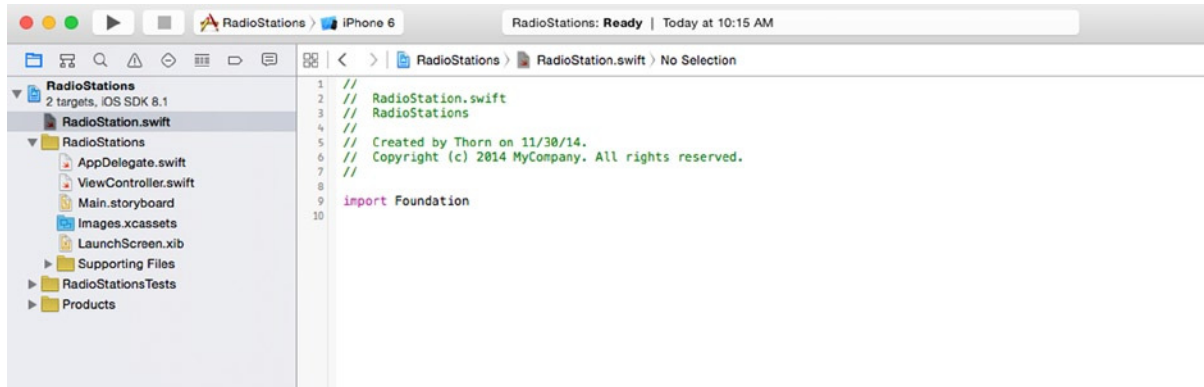 RadioStations 〉 iPhone 6
RadioStations: Ready | Today at 10:15 AM
RadioStations 〉 RadioStation.swift 〉 No Selection
RadioStations
2 targets, iOS SDK 8.1
RadioStation.swift
RadioStations
AppDelegate.swift
ViewController.swift
Main.storyboard
Images.xcassets
LaunchScreen.xib
Supporting Files
RadioStationsTests
Products
1 //
2 // RadioStation.swift
3 // RadioStations
4 //
5 // Created by Thorn on 11/30/14.
6 // Copyright (c) 2014 MyCompany. All rights reserved.
7 //
8
9 import Foundation
10